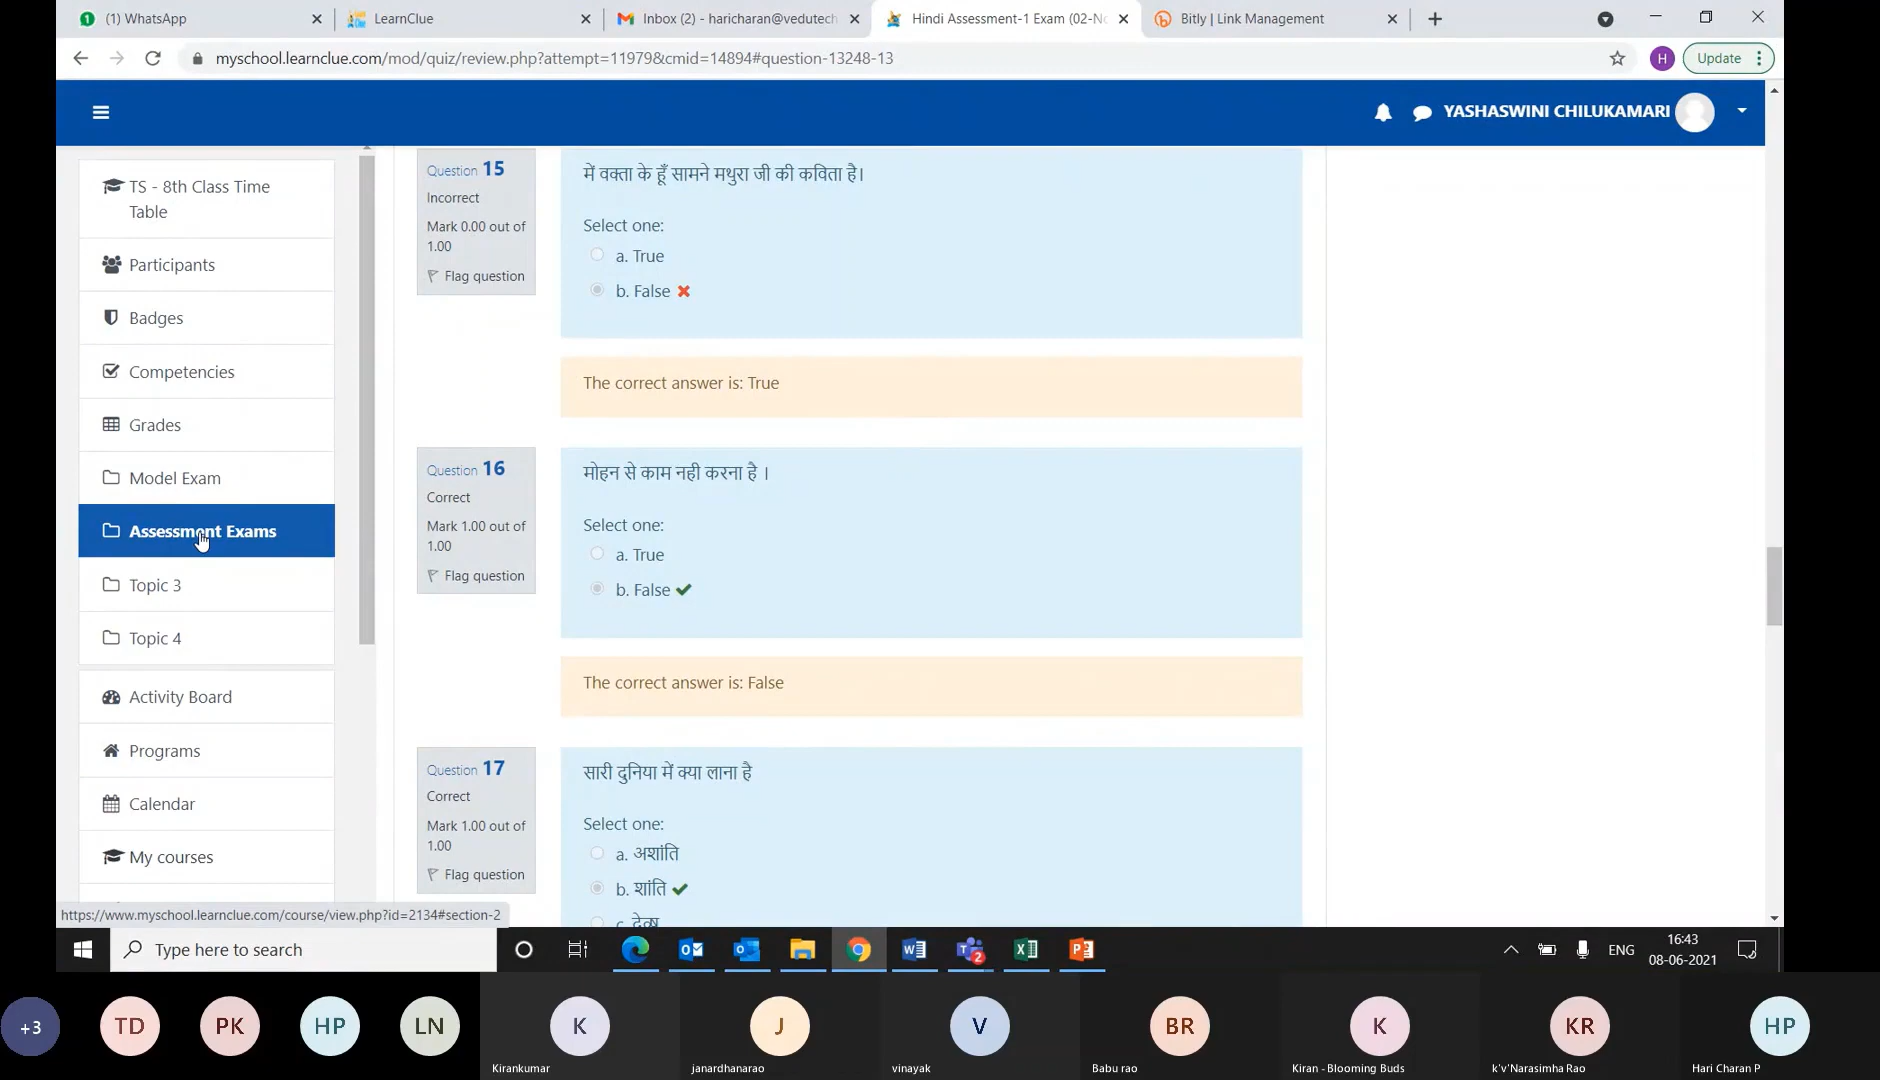 (1) WhatsApp
LearnClue
Inbox (2) - haricharan@vedutech
Hindi Assessment-1 Exam (02-No
Bitly | Link Management
myschool.learnclue.com/mod/quiz/review.php?attempt=11979&cmid=14894#question-13248-13
H
Update
YASHASWINI CHILUKAMARI
TS - 8th Class Time
Table
Participants
Badges
Competencies
Grades
Model Exam
Assessment Exams
Topic 3
Topic 4
Activity Board
Programs
Calendar
My courses
Question 15
Incorrect
Mark 0.00 out of
1.00
Flag question
में वक्ता के हूँ सामने मथुरा जी की कविता है।
Select one:
a. True
b. False
The correct answer is: True
Question 16
Correct
Mark 1.00 out of
1.00
Flag question
मोहन से काम नही करना है ।
Select one:
a. True
b. False
The correct answer is: False
Question 17
Correct
Mark 1.00 out of
1.00
Flag question
सारी दुनिया में क्या लाना है
Select one:
a. अशांति
b. शांति
c.
https://www.myschool.learnclue.com/course/view.php?id=2134#section-2
Type here to search
2
ENG
16:43
08-06-2021
+3
TD
PK
HP
LN
K
Kirankumar
J
janardhanarao
V
vinayak
BR
Babu rao
K
Kiran - Blooming Buds
KR
k'v'Narasimha Rao
HP
Hari Charan P